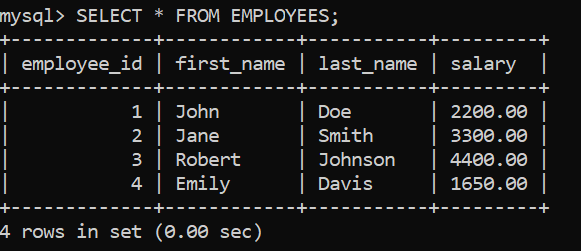 mysql> SELECT * FROM EMPLOYEES;
+-------------+------------+-----------+---------+
| employee_id | first_name | last_name | salary  |
+-------------+------------+-----------+---------+
|           1 | John       | Doe       | 2200.00 |
|           2 | Jane       | Smith     | 3300.00 |
|           3 | Robert     | Johnson   | 4400.00 |
|           4 | Emily      | Davis     | 1650.00 |
+-------------+------------+-----------+---------+
4 rows in set (0.00 sec)